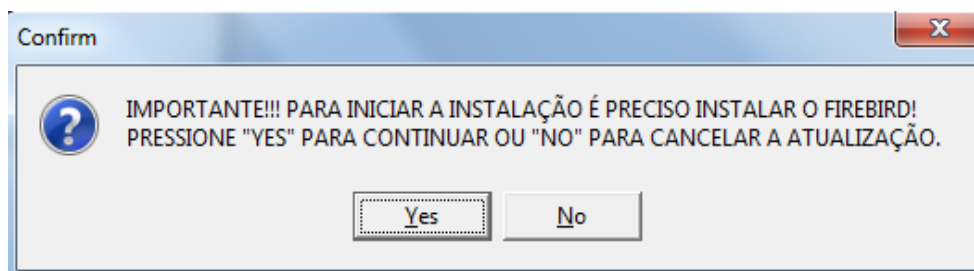 Confirm
IMPORTANTE!!! PARA INICIAR A INSTALAÇÃO É PRECISO INSTALAR O FIREBIRD!
PRESSIONE "YES" PARA CONTINUAR OU "NO" PARA CANCELAR A ATUALIZAÇÃO.
Yes No